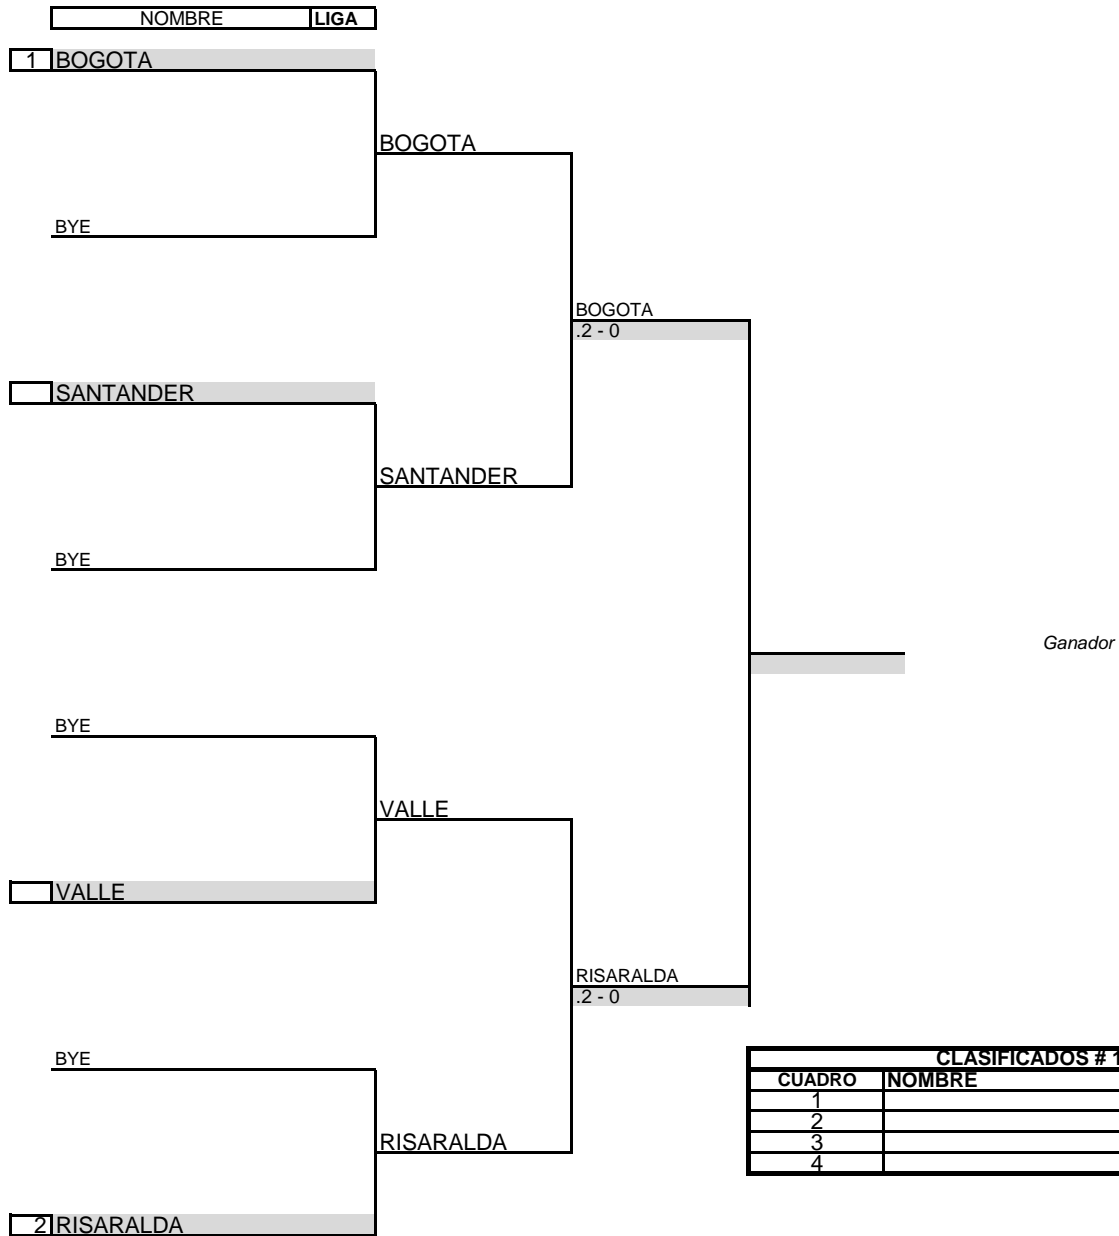 NOMBRE LIGA
1 BOGOTA
BOGOTA
BYE
BOGOTA
.2 - 0
SANTANDER
SANTANDER
BYE
Ganador
BYE
VALLE
VALLE
RISARALDA
.2 - 0
BYE
CLASIFICADOS # 1
CUADRO NOMBRE
1
2
3
4
RISARALDA
2 RISARALDA